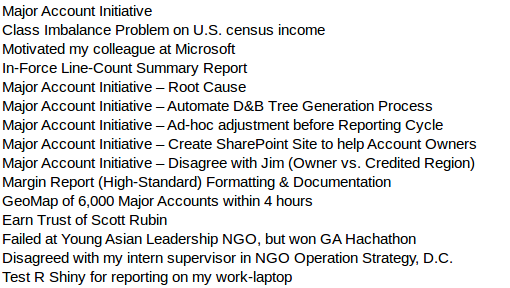 Major Account Initiative
Class Imbalance Problem on U.S. census income
Motivated my colleague at Microsoft
In-Force Line-Count Summary Report
Major Account Initiative – Root Cause
Major Account Initiative – Automate D&B Tree Generation Process
Major Account Initiative – Ad-hoc adjustment before Reporting Cycle
Major Account Initiative – Create SharePoint Site to help Account Owners
Major Account Initiative – Disagree with Jim (Owner vs. Credited Region)
Margin Report (High-Standard) Formatting & Documentation
GeoMap of 6,000 Major Accounts within 4 hours
Earn Trust of Scott Rubin
Failed at Young Asian Leadership NGO, but won GA Hachathon
Disagreed with my intern supervisor in NGO Operation Strategy, D.C.
Test R Shiny for reporting on my work-laptop